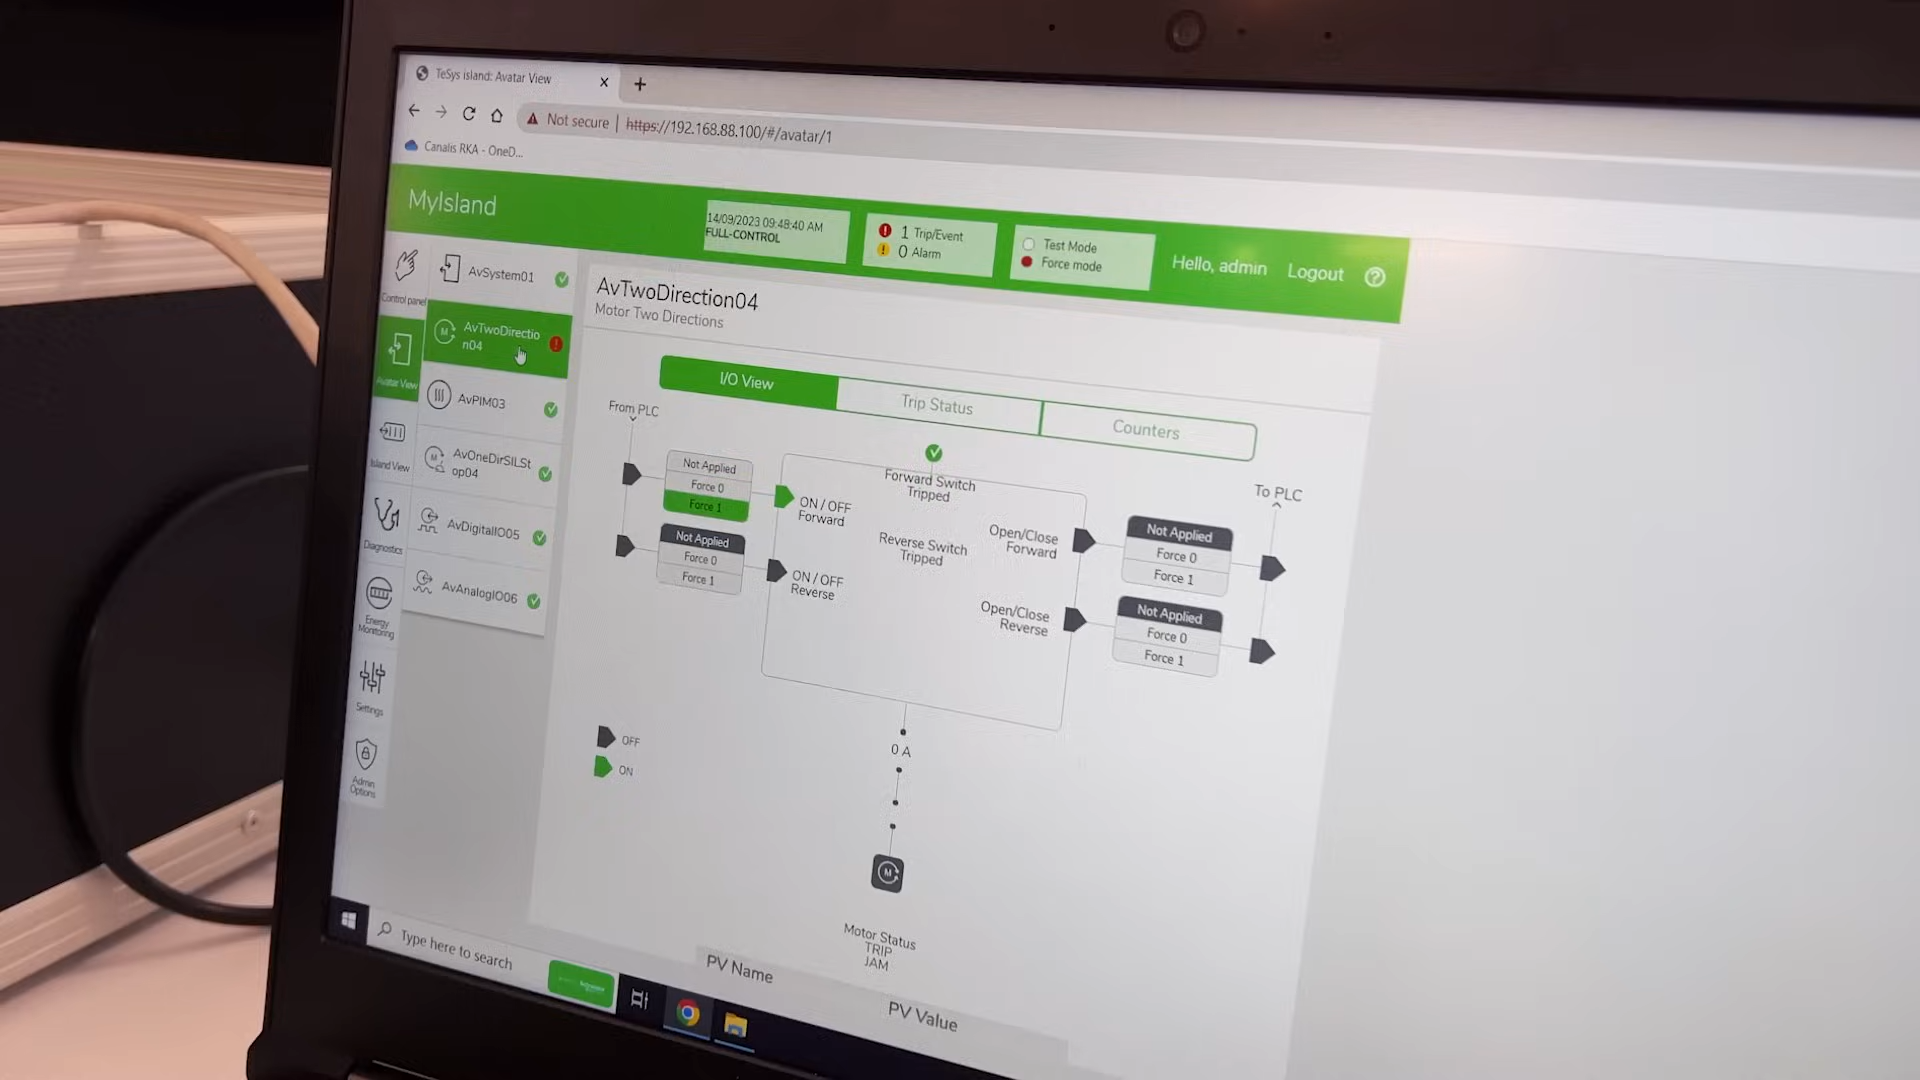 TeSys island: Avatar View
Not secure | https://192.168.88.100/#/avatar/1
Canalis RKA - OneD...
MyIsland
14/09/2023 09:48:40 AM
FULL-CONTROL
1 Trip/Event
0 Alarm
Test Mode
Force mode
Hello, admin
Logout
?
Control panel
Avatar View
Island View
Diagnostics
Energy
Monitoring
Settings
Admin
Options
AvSystem01
AvTwoDirectio
n04
AvPIM03
AvOneDirSILSt
op04
AvDigitalIO05
AvAnalogIO06
AvTwoDirection04
Motor Two Directions
I/O View
Trip Status
Counters
From PLC
Not Applied
Force 0
Force 1
Not Applied
Force 0
Force 1
ON / OFF
Forward
ON / OFF
Reverse
Forward Switch
Tripped
Reverse Switch
Tripped
Open/Close
Forward
Open/Close
Reverse
To PLC
Not Applied
Force 0
Force 1
Not Applied
Force 0
Force 1
OFF
ON
0 A
M
Motor Status
TRIP
JAM
PV Name
PV Value
Type here to search